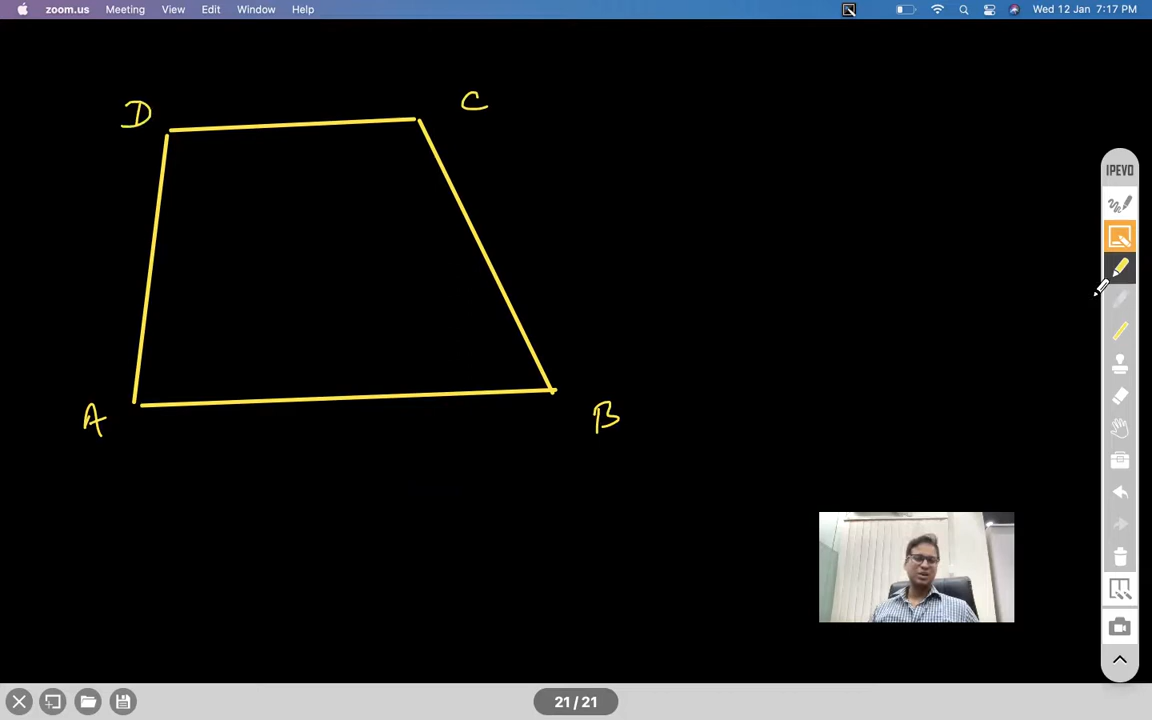 zoom.us Meeting View Edit Window Help Wed 12 Jan 7:17 PM
D C
IPEVO
A B
21 / 21